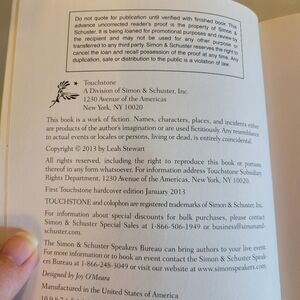 Do not quote for publication until verified with finished book. This
advance uncorrected reader's proof is the property of Simon &
Schuster. It is being loaned for promotional purposes and review by
the recipient and may not be used for any other purpose or
transferred to any third party. Simon & Schuster reserves the right to
cancel the loan and recall possession of the proof at any time. Any
duplication, sale or distribution to the public is a violation of law.
Touchstone
A Division of Simon & Schuster, Inc.
1230 Avenue of the Americas
New York, NY 10020
This book is a work of fiction. Names, characters, places, and incidents either
are products of the author's imagination or are used fictitiously. Any resemblance
to actual events or locales or persons, living or dead, is entirely coincidental.
Copyright © 2013 by Leah Stewart
All rights reserved, including the right to reproduce this book or portions
thereof in any form whatsoever. For information address Touchstone Subsidiary
Rights Department, 1230 Avenue of the Americas, New York, NY 10020.
First Touchstone hardcover edition January 2013
TOUCHSTONE and colophon are registered trademarks of Simon & Schuster, Inc.
For information about special discounts for bulk purchases, please contact
Simon & Schuster Special Sales at 1-866-506-1949 or business@simonand-
schuster.com.
The Simon & Schuster Speakers Bureau can bring authors to your live event.
For more information or to book an event contact the Simon & Schuster Speak-
ers Bureau at 1-866-248-3049 or visit our website at www.simonspeakers.com.
Designed by Joy O'Meara
Manufactured in the United States of America